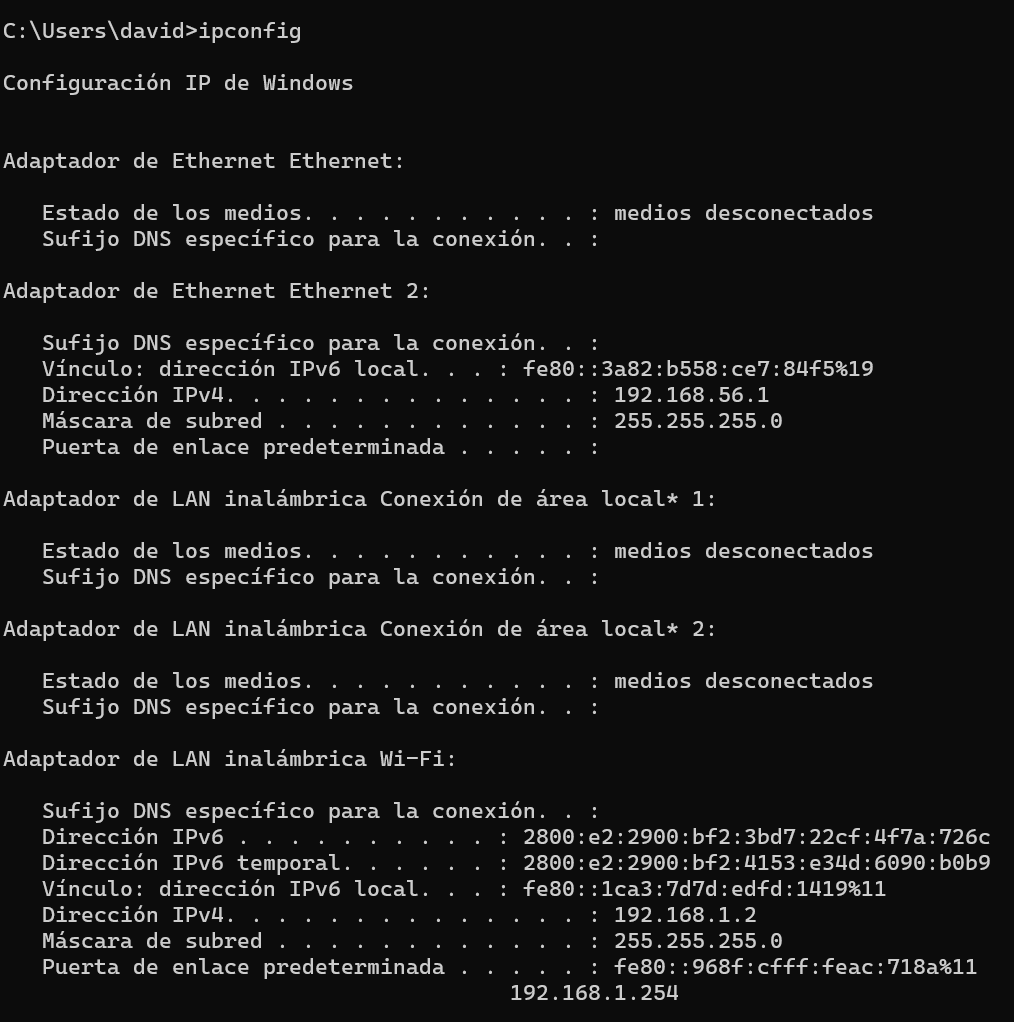 C:\Users\david>ipconfig
Configuración IP de Windows
Adaptador de Ethernet Ethernet:
Estado de los medios. . . . . . . . . . . : medios desconectados
Sufijo DNS específico para la conexión. . :
Adaptador de Ethernet Ethernet 2:
Sufijo DNS específico para la conexión. . :
Vínculo: dirección IPv6 local. . . : fe80::3a82:b558:ce7:84f5%19
Dirección IPv4. . . . . . . . . . . . . . : 192.168.56.1
Máscara de subred . . . . . . . . . . . . : 255.255.255.0
Puerta de enlace predeterminada . . . . . :
Adaptador de LAN inalámbrica Conexión de área local* 1:
Estado de los medios. . . . . . . . . . . : medios desconectados
Sufijo DNS específico para la conexión. . :
Adaptador de LAN inalámbrica Conexión de área local* 2:
Estado de los medios. . . . . . . . . . . : medios desconectados
Sufijo DNS específico para la conexión. . :
Adaptador de LAN inalámbrica Wi-Fi:
Sufijo DNS específico para la conexión. . :
Dirección IPv6 . . . . . . . . . . : 2800:e2:2900:bf2:3bd7:22cf:4f7a:726c
Dirección IPv6 temporal. . . . . . : 2800:e2:2900:bf2:4153:e34d:6090:b0b9
Vínculo: dirección IPv6 local. . . : fe80::1ca3:7d7d:edfd:1419%11
Dirección IPv4. . . . . . . . . . . . . . : 192.168.1.2
Máscara de subred . . . . . . . . . . . . : 255.255.255.0
Puerta de enlace predeterminada . . . . . : fe80::968f:cfff:feac:718a%11
192.168.1.254